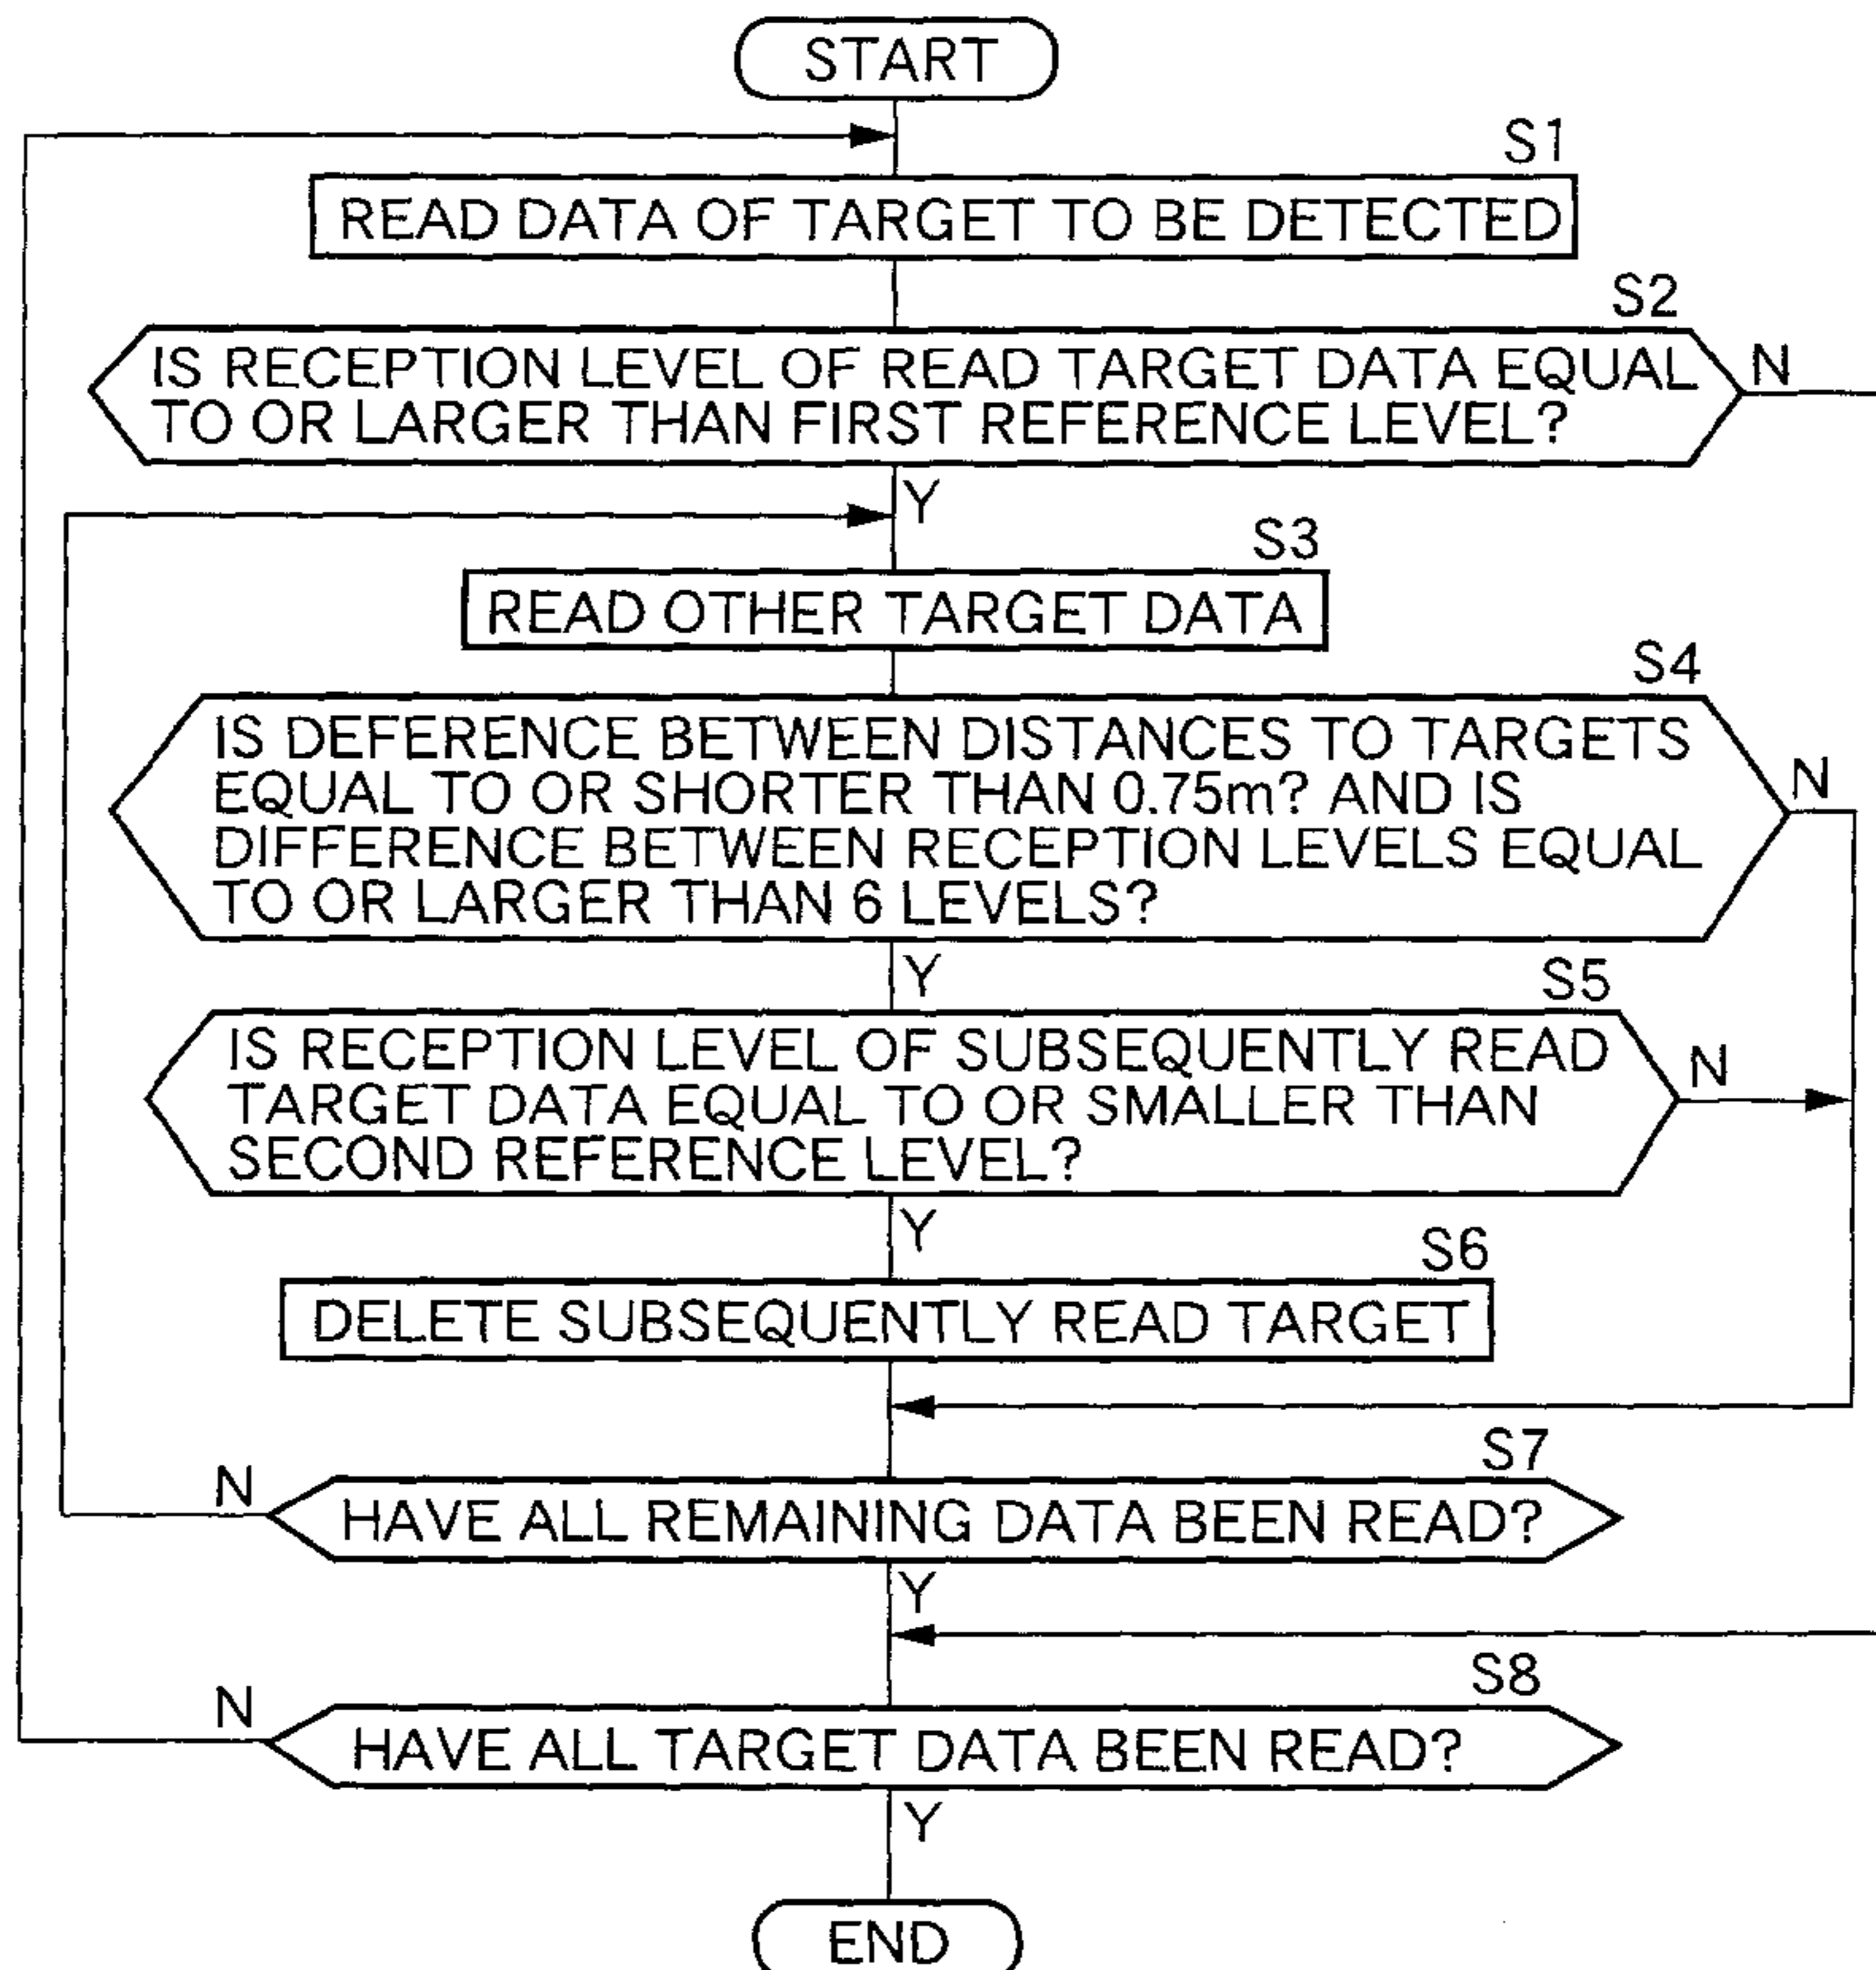 START
S1
READ DATA OF TARGET TO BE DETECTED
S2
IS RECEPTION LEVEL OF READ TARGET DATA EQUAL
TO OR LARGER THAN FIRST REFERENCE LEVEL?
N
Y
S3
READ OTHER TARGET DATA
S4
IS DEFERENCE BETWEEN DISTANCES TO TARGETS
EQUAL TO OR SHORTER THAN 0.75m? AND IS
DIFFERENCE BETWEEN RECEPTION LEVELS EQUAL
TO OR LARGER THAN 6 LEVELS?
N
Y
S5
IS RECEPTION LEVEL OF SUBSEQUENTLY READ
TARGET DATA EQUAL TO OR SMALLER THAN
SECOND REFERENCE LEVEL?
N
Y
S6
DELETE SUBSEQUENTLY READ TARGET
S7
N
HAVE ALL REMAINING DATA BEEN READ?
Y
S8
N
HAVE ALL TARGET DATA BEEN READ?
Y
END